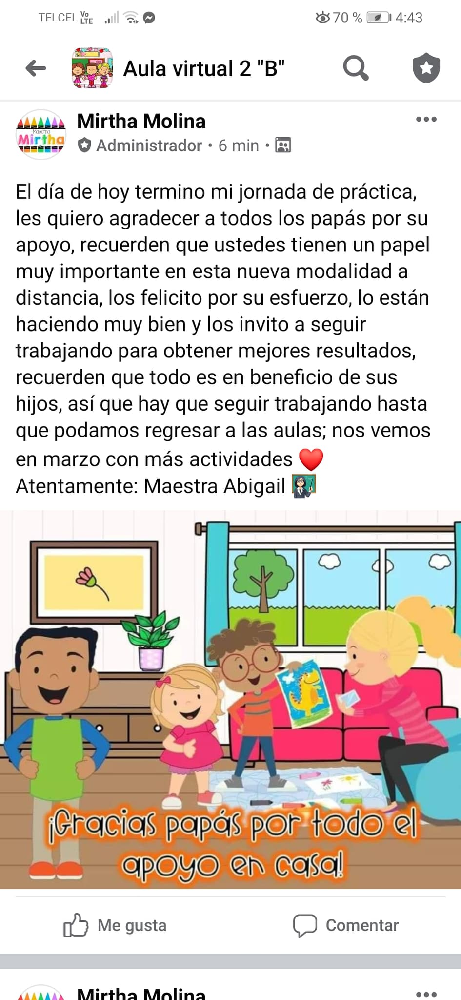 TELCEL Vo LTE 70 % 4:43
Aula virtual 2 "B"
Maestra
Mirtha
Mirtha Molina
Administrador • 6 min •
El día de hoy termino mi jornada de práctica,
les quiero agradecer a todos los papás por su
apoyo, recuerden que ustedes tienen un papel
muy importante en esta nueva modalidad a
distancia, los felicito por su esfuerzo, lo están
haciendo muy bien y los invito a seguir
trabajando para obtener mejores resultados,
recuerden que todo es en beneficio de sus
hijos, así que hay que seguir trabajando hasta
que podamos regresar a las aulas; nos vemos
en marzo con más actividades ❤️
Atentamente: Maestra Abigail 👩🏻‍🏫
¡Gracias papás por todo el
apoyo en casa!
Me gusta Comentar
Mirtha Molina